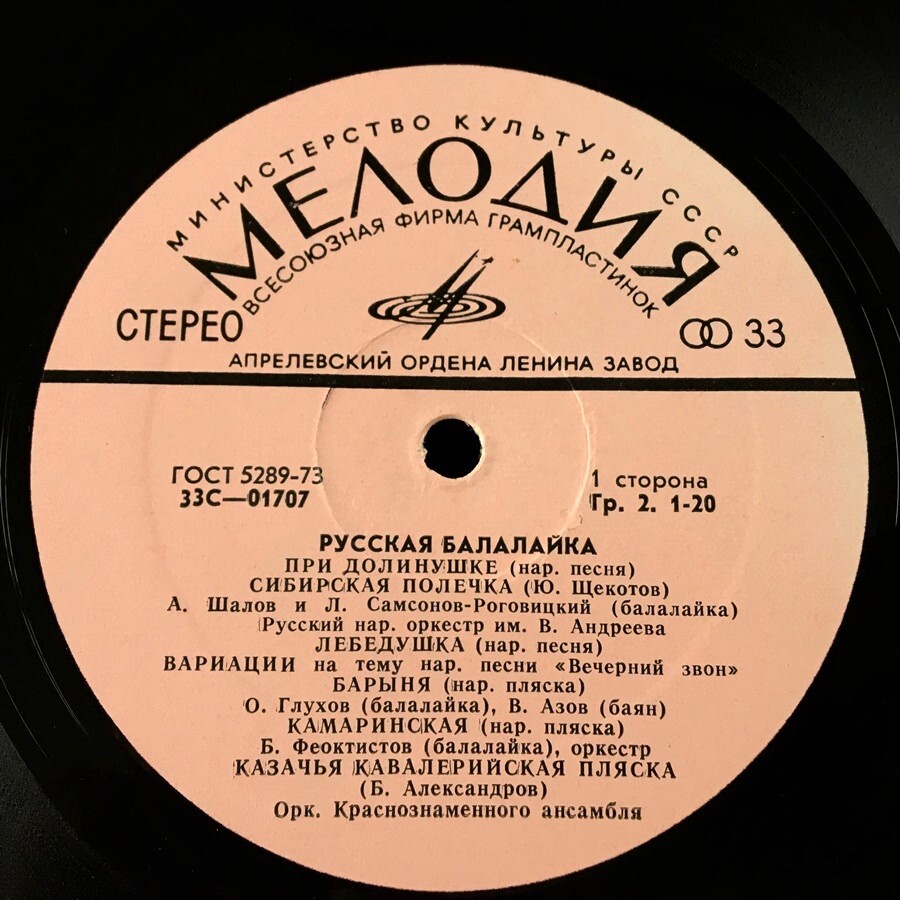 МИНИСТЕРСТВО КУЛЬТУРЫ СССР
МЕЛОДИЯ
ВСЕСОЮЗНАЯ ФИРМА ГРАМПЛАСТИНОК
СТЕРЕО
33
АПРЕЛЕВСКИЙ ОРДЕНА ЛЕНИНА ЗАВОД
ГОСТ 5289-73
33С—01707
1 сторона
Гр. 2. 1-20
РУССКАЯ БАЛАЛАЙКА
ПРИ ДОЛИНУШКЕ (нар. песня)
СИБИРСКАЯ ПОЛЕЧКА (Ю. Щекотов)
А. Шалов и Л. Самсонов-Роговицкий (балалайка)
Русский нар. оркестр им. В. Андреева
ЛЕБЕДУШКА (нар. песня)
ВАРИАЦИИ на тему нар. песни «Вечерний звон»
БАРЫНЯ (нар. пляска)
О. Глухов (балалайка), В. Азов (баян)
КАМАРИНСКАЯ (нар. пляска)
Б. Феоктистов (балалайка), оркестр
КАЗАЧЬЯ КАВАЛЕРИЙСКАЯ ПЛЯСКА
(Б. Александров)
Орк. Краснознаменного ансамбля